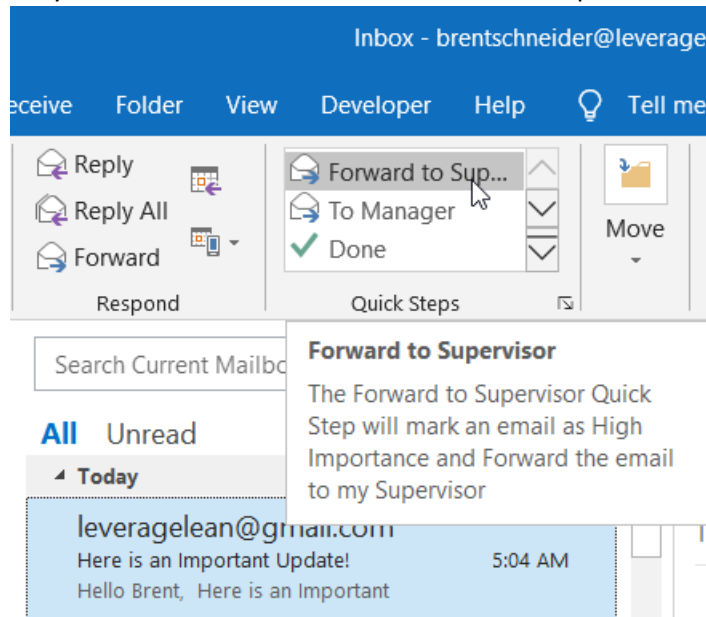 Inbox - brentschneider@leverage
eceive Folder View Developer Help Tell me
Reply
Reply All
Forward
Respond
Forward to Sup...
To Manager
Done
Quick Steps
Move
Search Current Mailbo
Forward to Supervisor
The Forward to Supervisor Quick
Step will mark an email as High
Importance and Forward the email
to my Supervisor
All Unread
Today
leveragelean@gmail.com
Here is an Important Update! 5:04 AM
Hello Brent, Here is an Important